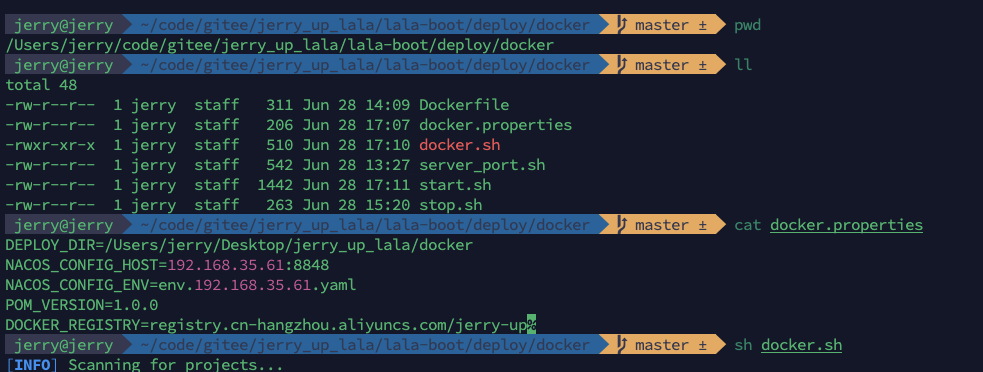 jerry@jerry ~/code/gitee/jerry_up_lala/lala-boot/deploy/docker master ± pwd
/Users/jerry/code/gitee/jerry_up_lala/lala-boot/deploy/docker
jerry@jerry ~/code/gitee/jerry_up_lala/lala-boot/deploy/docker master ± ll
total 48
-rw-r--r-- 1 jerry staff 311 Jun 28 14:09 Dockerfile
-rw-r--r-- 1 jerry staff 206 Jun 28 17:07 docker.properties
-rwxr-xr-x 1 jerry staff 510 Jun 28 17:10 docker.sh
-rw-r--r-- 1 jerry staff 542 Jun 28 13:27 server_port.sh
-rw-r--r-- 1 jerry staff 1442 Jun 28 17:11 start.sh
-rw-r--r-- 1 jerry staff 263 Jun 28 15:20 stop.sh
jerry@jerry ~/code/gitee/jerry_up_lala/lala-boot/deploy/docker master ± cat docker.properties
DEPLOY_DIR=/Users/jerry/Desktop/jerry_up_lala/docker
NACOS_CONFIG_HOST=192.168.35.61:8848
NACOS_CONFIG_ENV=env.192.168.35.61.yaml
POM_VERSION=1.0.0
DOCKER_REGISTRY=registry.cn-hangzhou.aliyuncs.com/jerry-up%
jerry@jerry ~/code/gitee/jerry_up_lala/lala-boot/deploy/docker master ± sh docker.sh
[INFO] Scanning for projects...